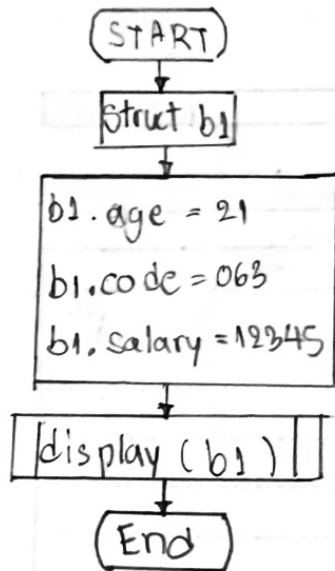 START
Struct b1
b1.age = 21
b1.code = 063
b1.salary = 12345
display (b1)
End